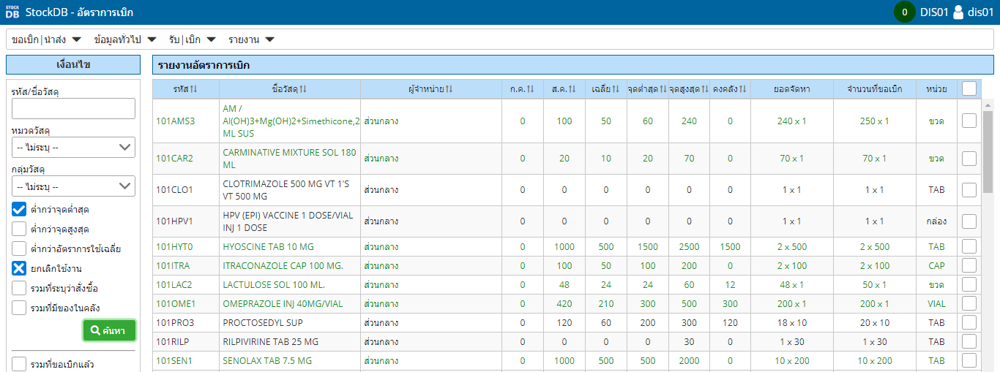 STOCK DB StockDB - อัตราการเบิก 0 DIS01 dis01
ขอเบิก|นำส่ง ข้อมูลทั่วไป รับ|เบิก รายงาน
เงื่อนไข
รหัส/ชื่อวัสดุ
หมวดวัสดุ
-- ไม่ระบุ --
กลุ่มวัสดุ
-- ไม่ระบุ --
ต่ำกว่าจุดต่ำสุด
ต่ำกว่าจุดสูงสุด
ต่ำกว่าอัตราการใช้เฉลี่ย
ยกเลิกใช้งาน
รวมที่ระบุว่าสั่งซื้อ
รวมที่มีของในคลัง
ค้นหา
รวมที่ขอเบิกแล้ว
รายงานอัตราการเบิก
รหัส ชื่อวัสดุ ผู้จำหน่าย ก.ค. ส.ค. เฉลี่ย จุดต่ำสุด จุดสูงสุด คงคลัง ยอดจัดหา จำนวนที่ขอเบิก หน่วย
AM /
101AMS3 Al(OH)3+Mg(OH)2+Simethicone,2 ส่วนกลาง 0 100 50 60 240 0 240 x 1 250 x 1 ขวด
ML SUS
CARMINATIVE MIXTURE SOL 180
101CAR2 ส่วนกลาง 0 20 10 20 70 0 70 x 1 70 x 1 ขวด
ML
CLOTRIMAZOLE 500 MG VT 1'S
101CLO1 ส่วนกลาง 0 0 0 0 0 0 1 x 1 1 x 1 TAB
VT 500 MG
HPV (EPI) VACCINE 1 DOSE/VIAL
101HPV1 ส่วนกลาง 0 0 0 0 0 0 1 x 1 1 x 1 กล่อง
INJ 1 DOSE
101HYT0 HYOSCINE TAB 10 MG ส่วนกลาง 0 1000 500 1500 2500 1500 2 x 500 2 x 500 TAB
101ITRA ITRACONAZOLE CAP 100 MG. ส่วนกลาง 0 100 50 100 200 0 2 x 100 2 x 100 CAP
101LAC2 LACTULOSE SOL 100 ML. ส่วนกลาง 0 48 24 24 60 12 48 x 1 50 x 1 ขวด
101OME1 OMEPRAZOLE INJ 40MG/VIAL ส่วนกลาง 0 420 210 300 500 300 200 x 1 200 x 1 VIAL
101PRO3 PROCTOSEDYL SUP ส่วนกลาง 0 120 60 200 300 120 18 x 10 20 x 10 TAB
101RILP RILPIVIRINE TAB 25 MG ส่วนกลาง 0 0 0 0 30 0 1 x 30 1 x 30 TAB
101SEN1 SENOLAX TAB 7.5 MG ส่วนกลาง 0 1000 500 500 2000 0 10 x 200 10 x 200 TAB